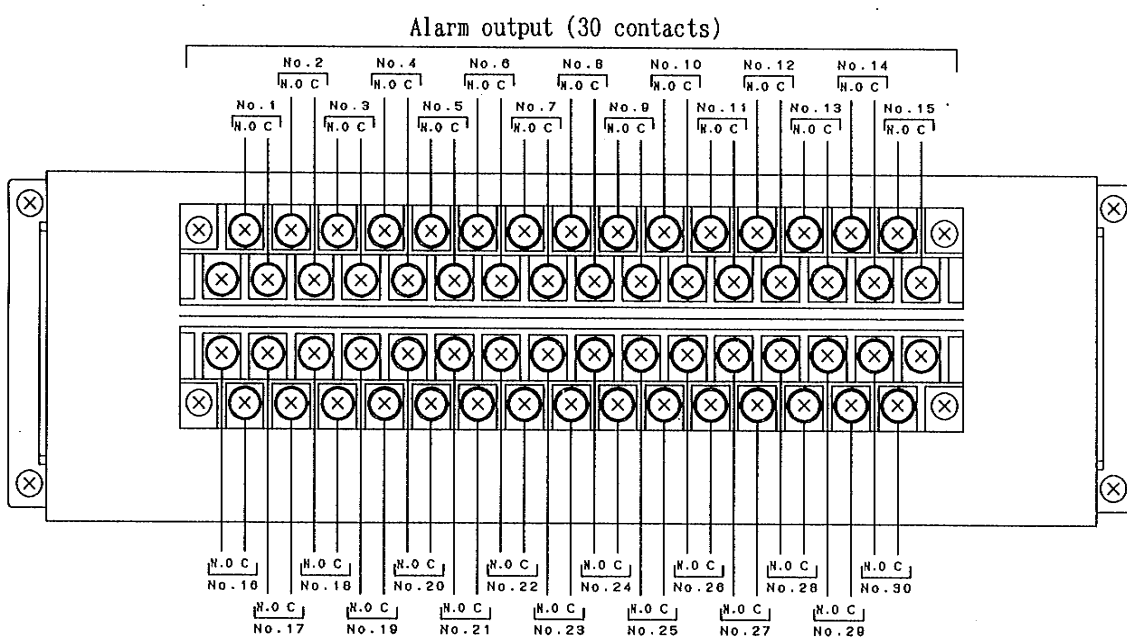 Alarm output (30 contacts)
No.2 No.4 No.6 No.8 No.10 No.12 No.14
N.O C N.O C N.O C N.O C N.O C N.O C N.O C
No.1 No.3 No.5 No.7 No.9 No.11 No.13 No.15
N.O C N.O C N.O C N.O C N.O C N.O C N.O C N.O C
N.O C N.O C N.O C N.O C N.O C N.O C N.O C N.O C
No.16 No.18 No.20 No.22 No.24 No.26 No.28 No.30
N.O C N.O C N.O C N.O C N.O C N.O C N.O C
No.17 No.19 No.21 No.23 No.25 No.27 No.29